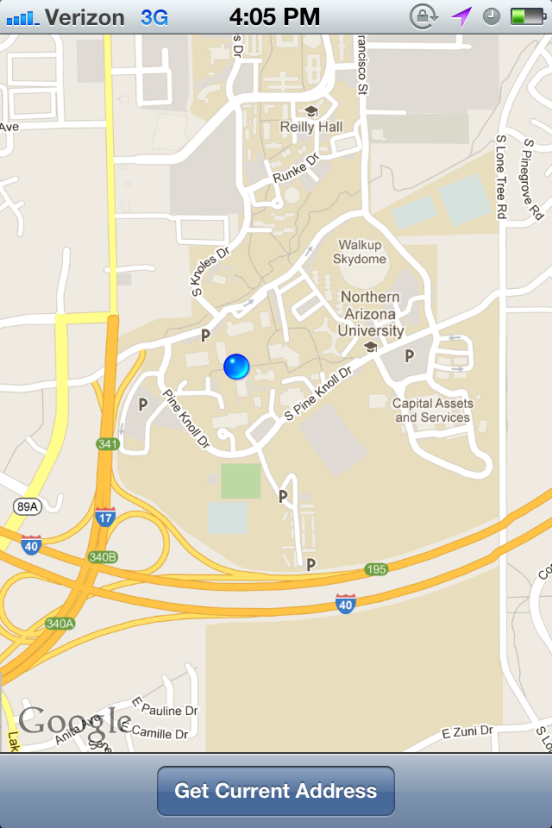 Verizon 3G 4:05 PM
s Dr
rancisco St
Ave
Reilly Hall
Runke Dr
S Lone Tree Rd
S Pinegrove Rd
S Knoles Dr
Walkup
Skydome
Northern
Arizona
University
P
P
P
Pine Knoll Dr
S Pine Knoll Dr
Capital Assets
and Services
341
P
89A
17
40
340B
P
195
40
340A
E Pauline Dr
Google
Anita Ave
E Camille Dr
Lak
E Zuni Dr
Co
S Lo
Get Current Address